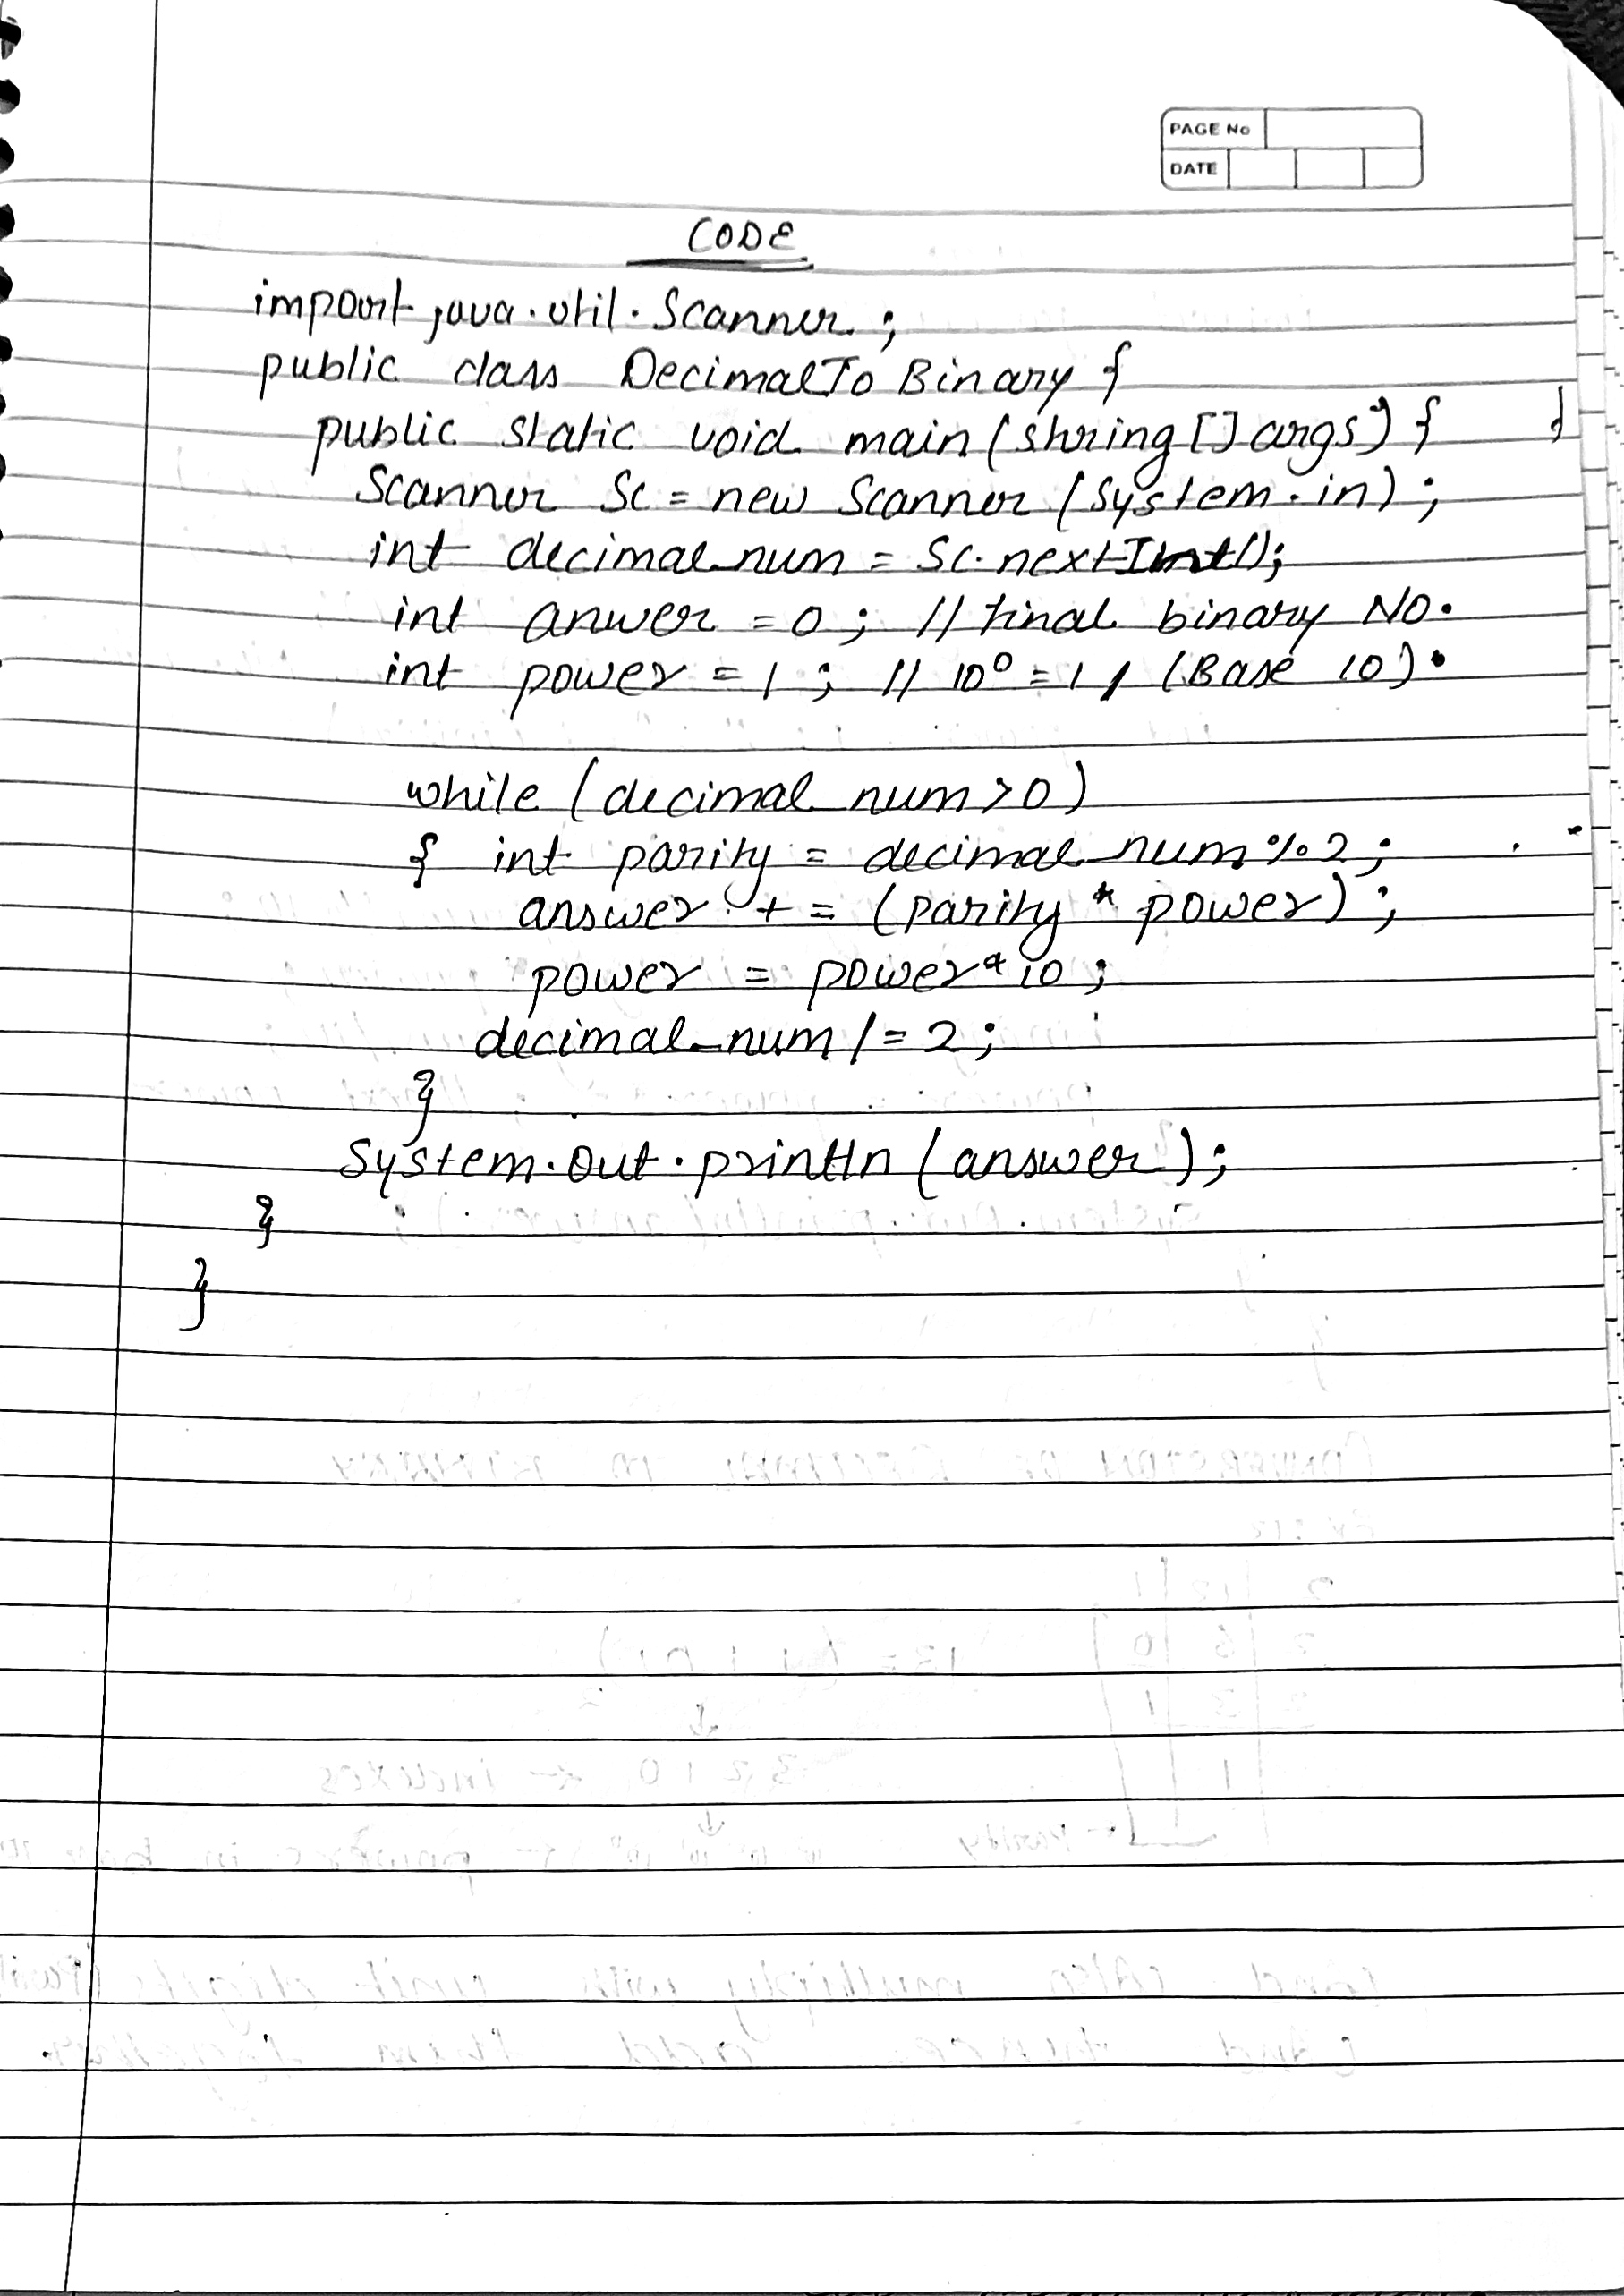 PAGE No
DATE
CODE
import java.util.Scanner;
public class DecimalTo Binary {
public static void main(string [] args) { }
Scanner Sc = new Scanner (System.in);
int decimal_num = Sc.nextInt();
int anwer = 0; // final binary NO.
int power = 1; // 10⁰ = 1, (Base 10).
while (decimal_num>0)
{ int parity = decimal_num%2;
answer += (parity * power);
power = power*10;
decimal_num/=2;
}
System.out.println(answer);
}
}